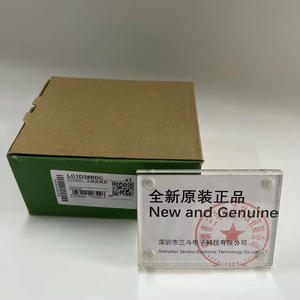 LC1D38BDC
x1
全新原装正品
New and Genuine
深圳市三斗电子科技有限公司
Shenzhen Sandou Electronic Technology Co., Ltd